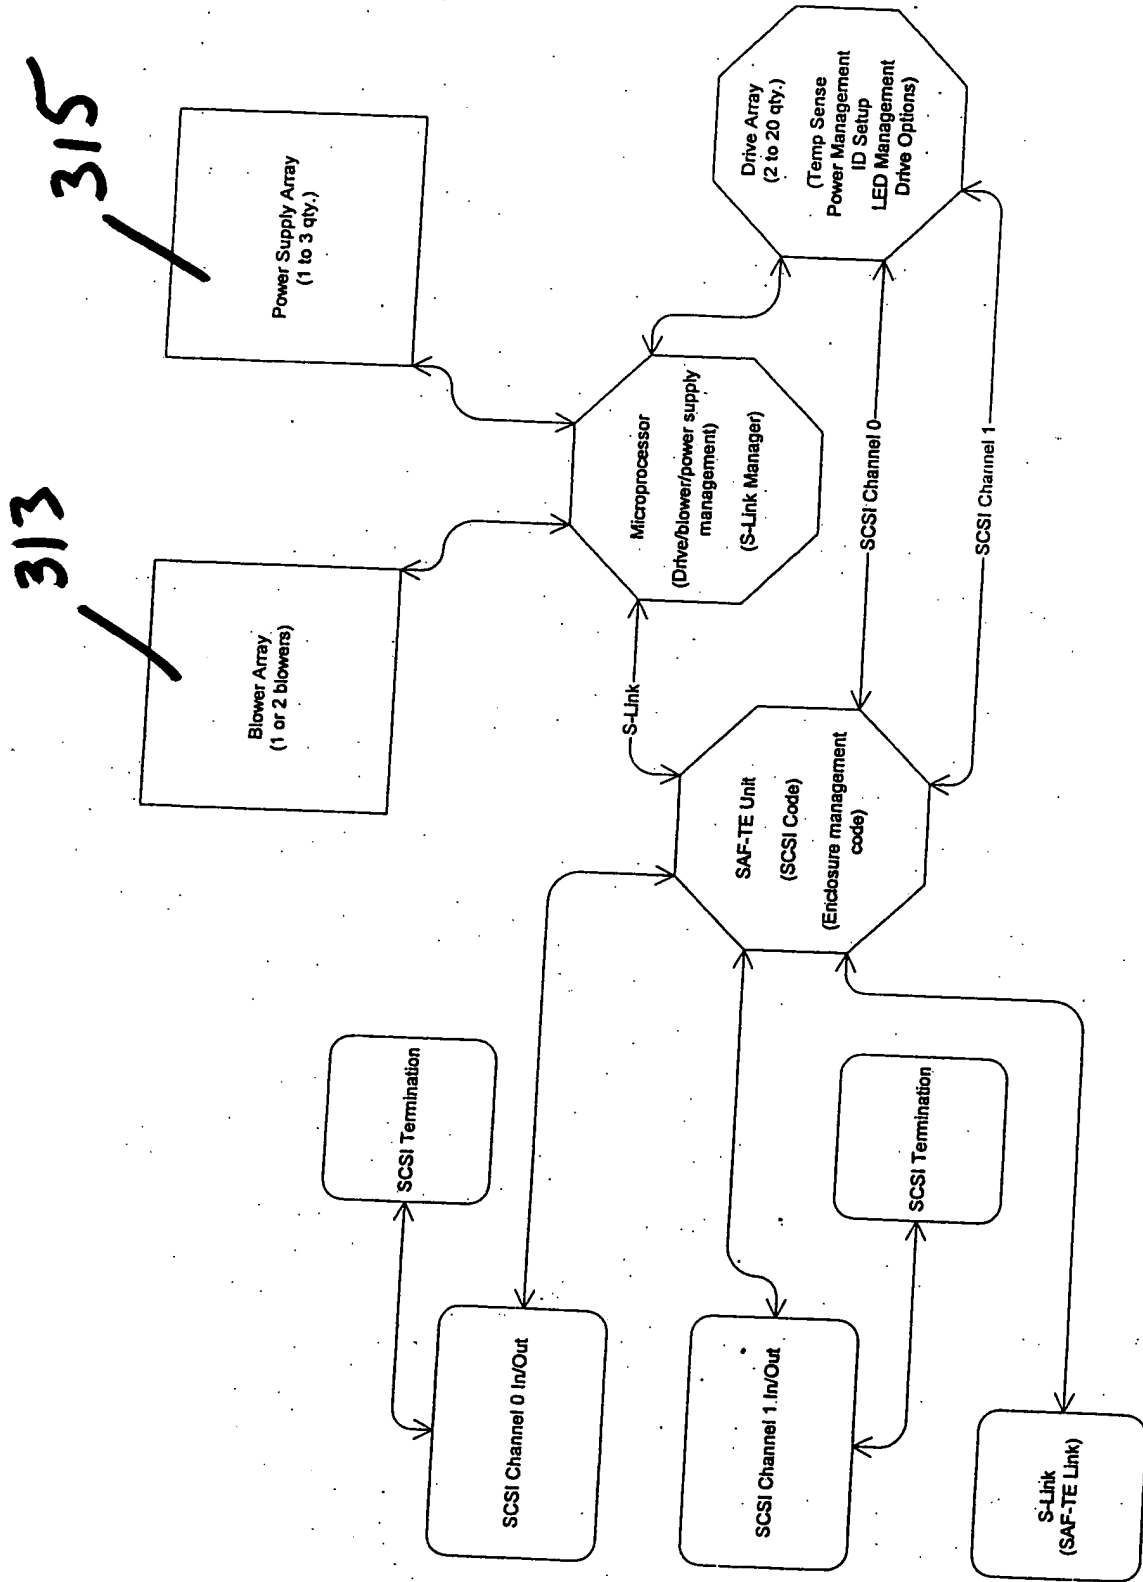 315
313
Power Supply Array
(1 to 3 qty.)
Blower Array
(1 or 2 blowers)
Drive Array
(2 to 20 qty.)
(Temp Sense
Power Management
ID Setup
LED Management
Drive Options)
Microprocessor
(Drive/blower/power supply
management)
(S-Link Manager)
S-Link
SCSI Channel 0
SCSI Channel 1
SAF-TE Unit
(SCSI Code)
(Enclosure management
code)
SCSI Termination
SCSI Termination
SCSI Channel 0 In/Out
SCSI Channel 1 In/Out
S-Link
(SAF-TE Link)